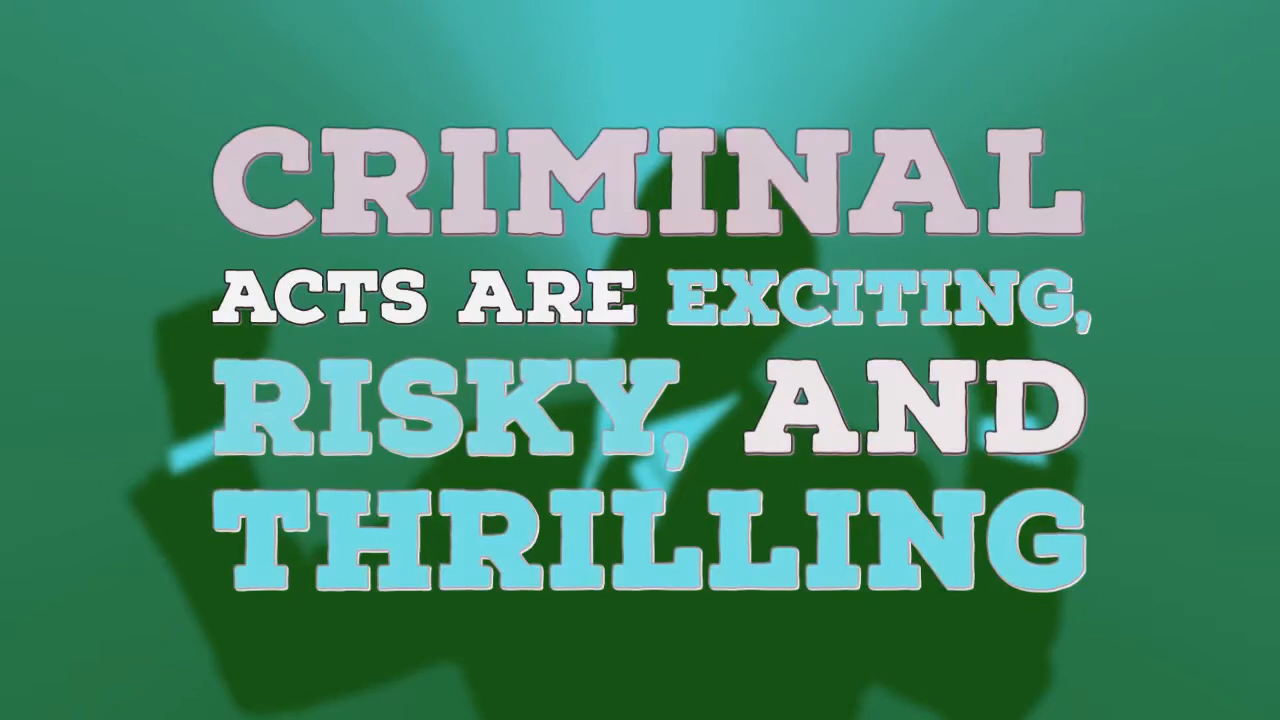 CRIMINAL
ACTS ARE EXCITING,
RISKY, AND
THRILLING